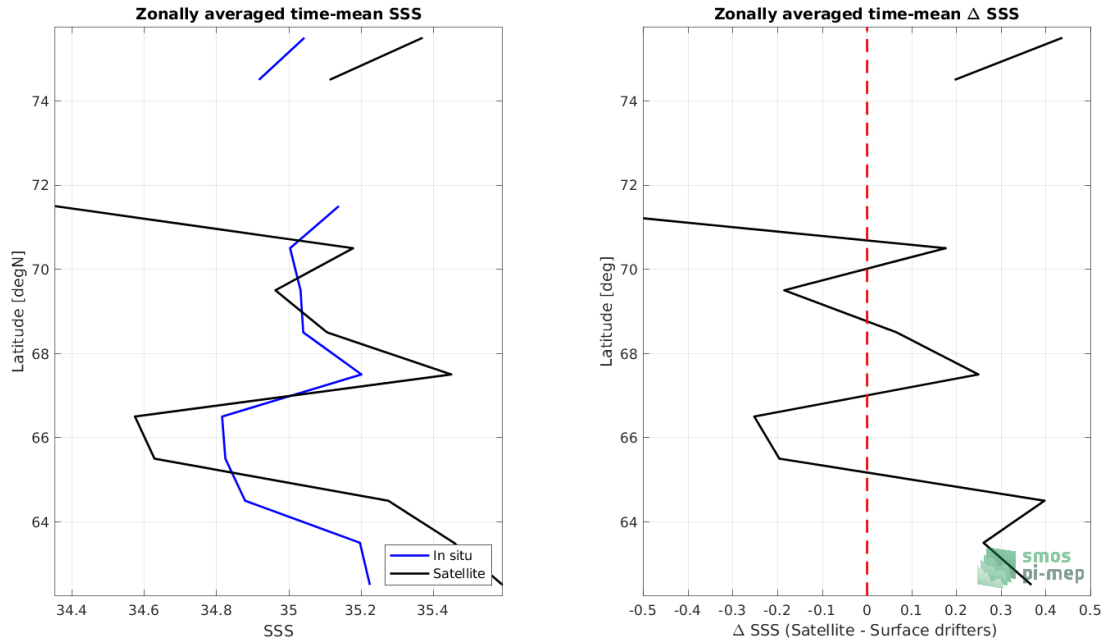 Zonally averaged time-mean SSS
74
72
70
68
66
64
Latitude [degN]
34.4
34.6
34.8
35
35.2
35.4
SSS
In situ
Satellite
Zonally averaged time-mean Δ SSS
74
72
70
68
66
64
Latitude [deg]
-0.5
-0.4
-0.3
-0.2
-0.1
0
0.1
0.2
0.3
0.4
0.5
Δ SSS (Satellite - Surface drifters)
smos
pi-mep